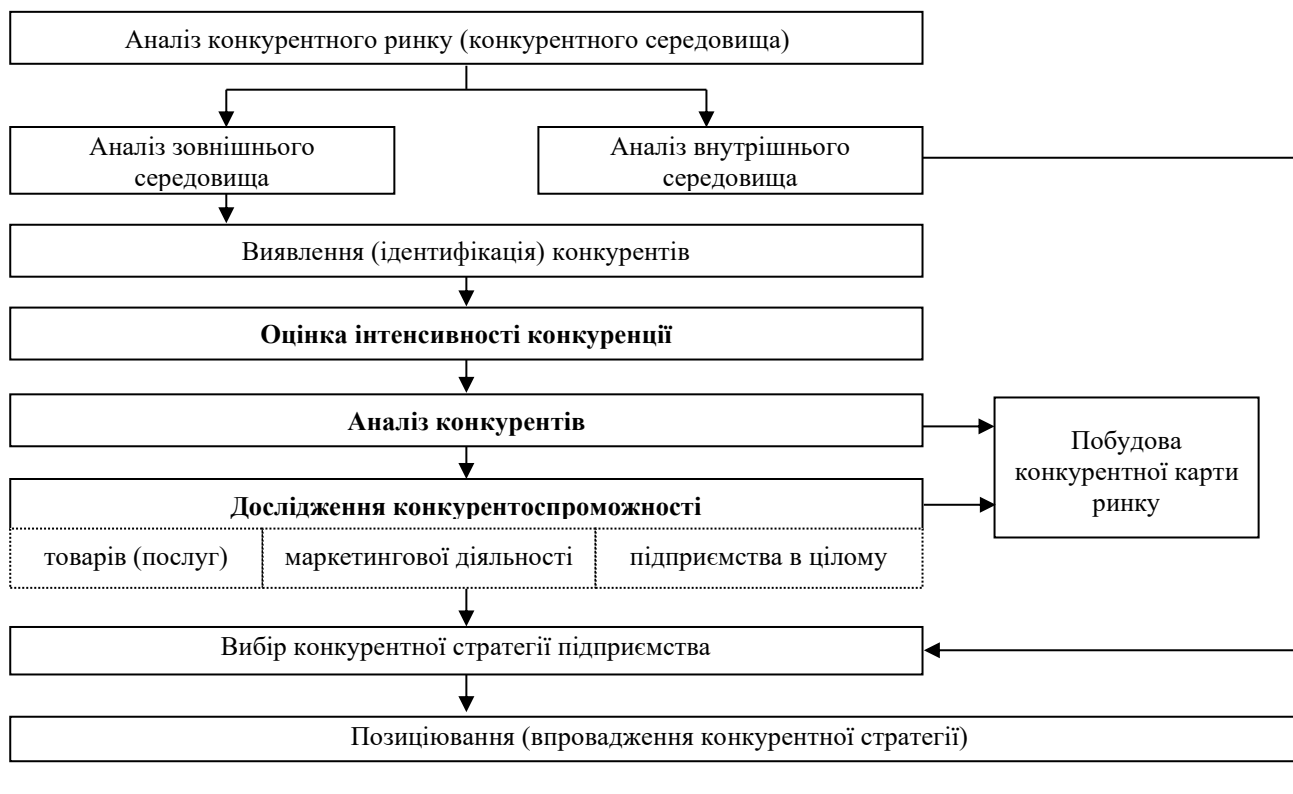 Аналіз конкурентного ринку (конкурентного середовища)
Аналіз зовнішнього
середовища
Аналіз внутрішнього
середовища
Виявлення (ідентифікація) конкурентів
Оцінка інтенсивності конкуренції
Аналіз конкурентів
Побудова
конкурентної карти
ринку
Дослідження конкурентоспроможності
товарів (послуг)
маркетингової діяльності
підприємства в цілому
Вибір конкурентної стратегії підприємства
Позиціювання (впровадження конкурентної стратегії)